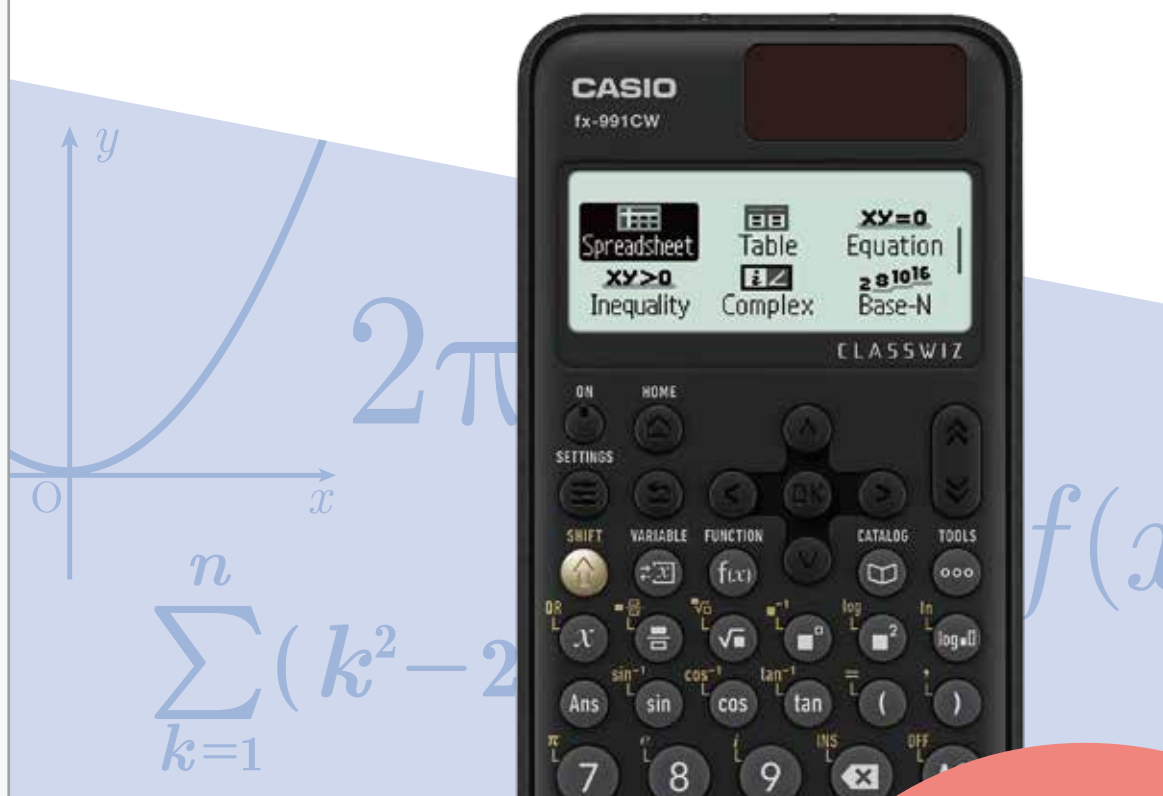 CASIO
fx-991CW
Spreadsheet Table XY=0 Equation
XY>0 Inequality i∠ Complex 2 8 10 16 Base-N
CLASSWIZ
y
O x
2π
n
∑(k²−2
k=1
f(x
ON HOME
SETTINGS
OK
SHIFT VARIABLE FUNCTION CATALOG TOOLS
x f(x)
QR log ln
x √■ ■² log■□
sin⁻¹ cos⁻¹ tan⁻¹ = ,
Ans sin cos tan ( )
π e i INS OFF
7 8 9